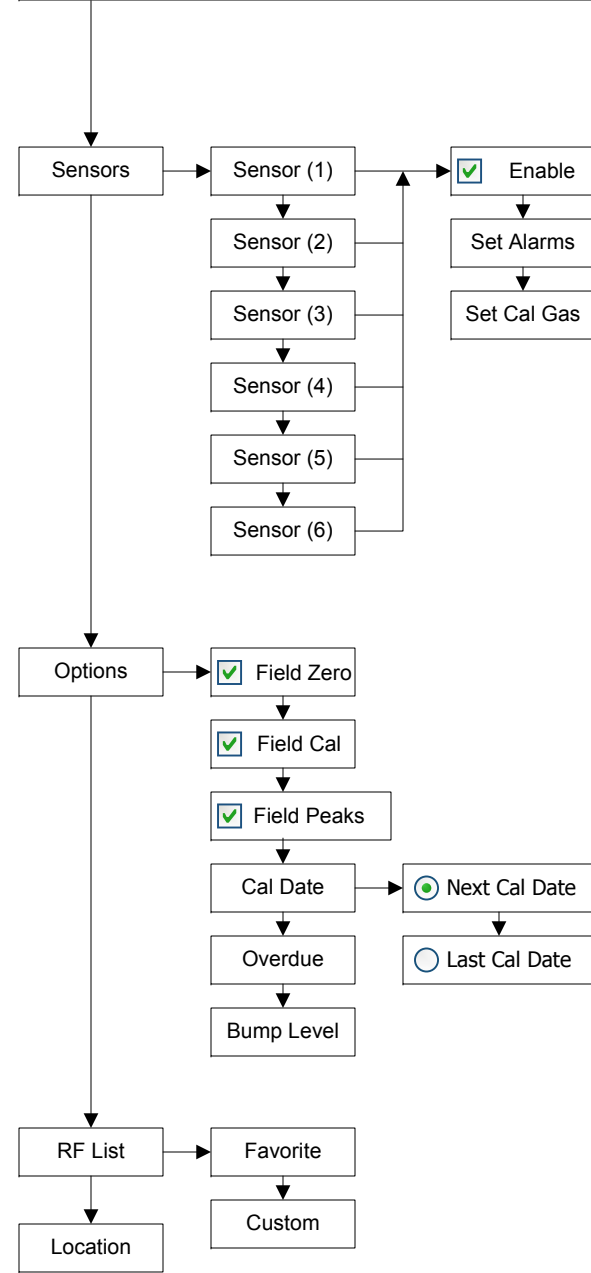 Sensors
Sensor (1)
Enable
Sensor (2)
Set Alarms
Sensor (3)
Set Cal Gas
Sensor (4)
Sensor (5)
Sensor (6)
Options
Field Zero
Field Cal
Field Peaks
Cal Date
Next Cal Date
Overdue
Last Cal Date
Bump Level
RF List
Favorite
Custom
Location